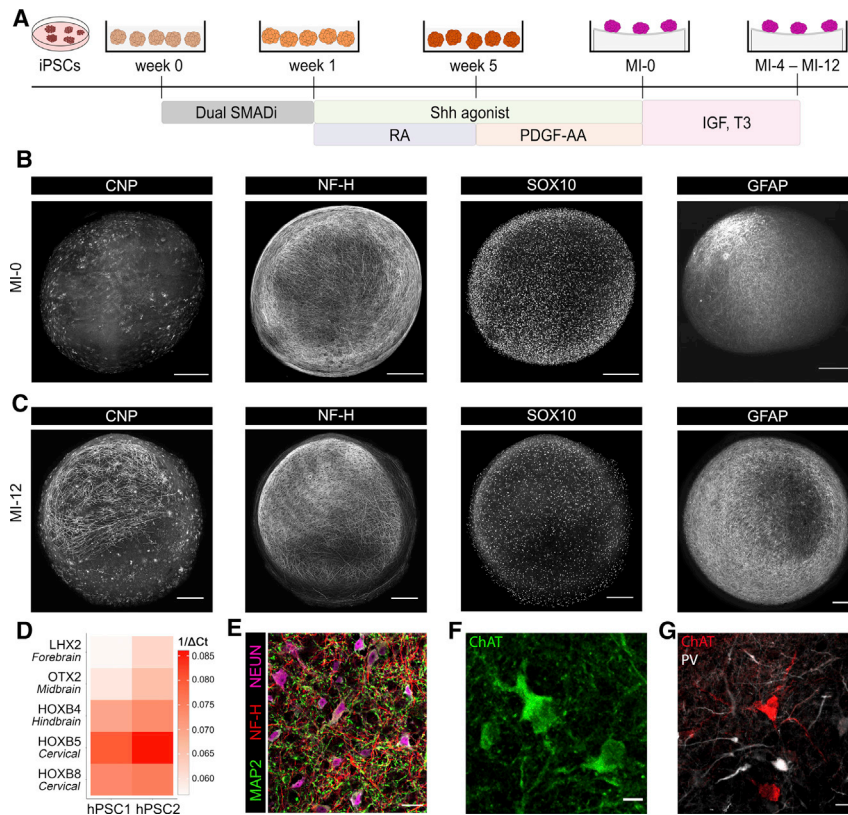 A
iPSCs
week 0
week 1
week 5
MI-0
MI-4 – MI-12
Dual SMADi
Shh agonist
RA
PDGF-AA
IGF, T3
B
CNP
NF-H
SOX10
GFAP
MI-0
C
CNP
NF-H
SOX10
GFAP
MI-12
D
LHX2
Forebrain
OTX2
Midbrain
HOXB4
Hindbrain
HOXB5
Cervical
HOXB8
Cervical
hPSC1 hPSC2
1/ΔCt
0.085
0.080
0.075
0.070
0.065
0.060
E
MAP2 NF-H NEUN
F
ChAT
G
ChAT
PV